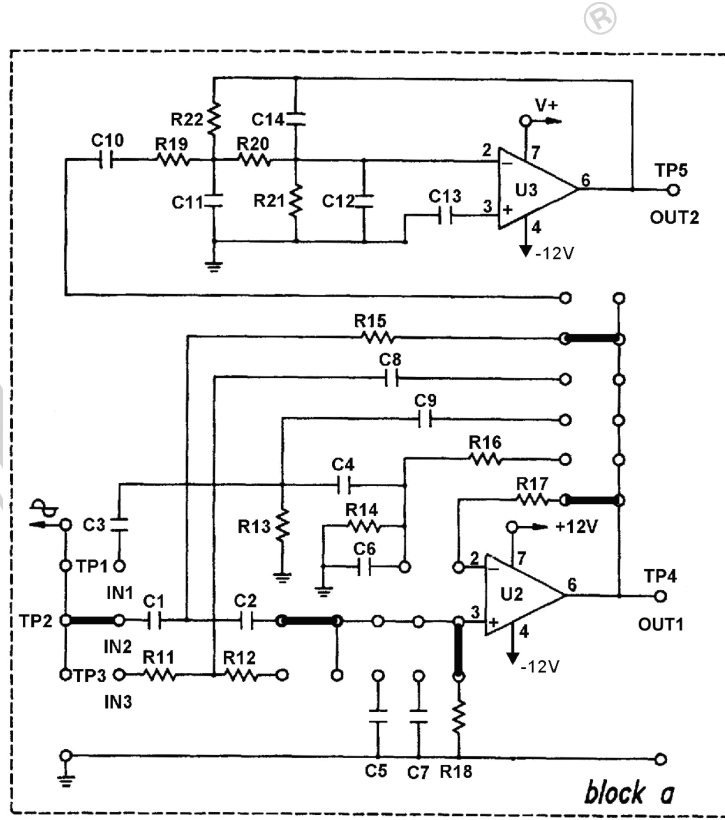 ®
V+
R22
C14
C10
R19
R20
2
7
–
U3
6
TP5
R21
C11
C12
C13
3
+
4
OUT2
-12V
R15
C8
C9
R16
C4
R17
C3
R13
R14
C6
+12V
TP1
IN1
2
7
–
U2
6
TP4
C1
C2
TP2
3
+
4
OUT1
IN2
-12V
TP3
R11
R12
IN3
C5
C7
R18
block a